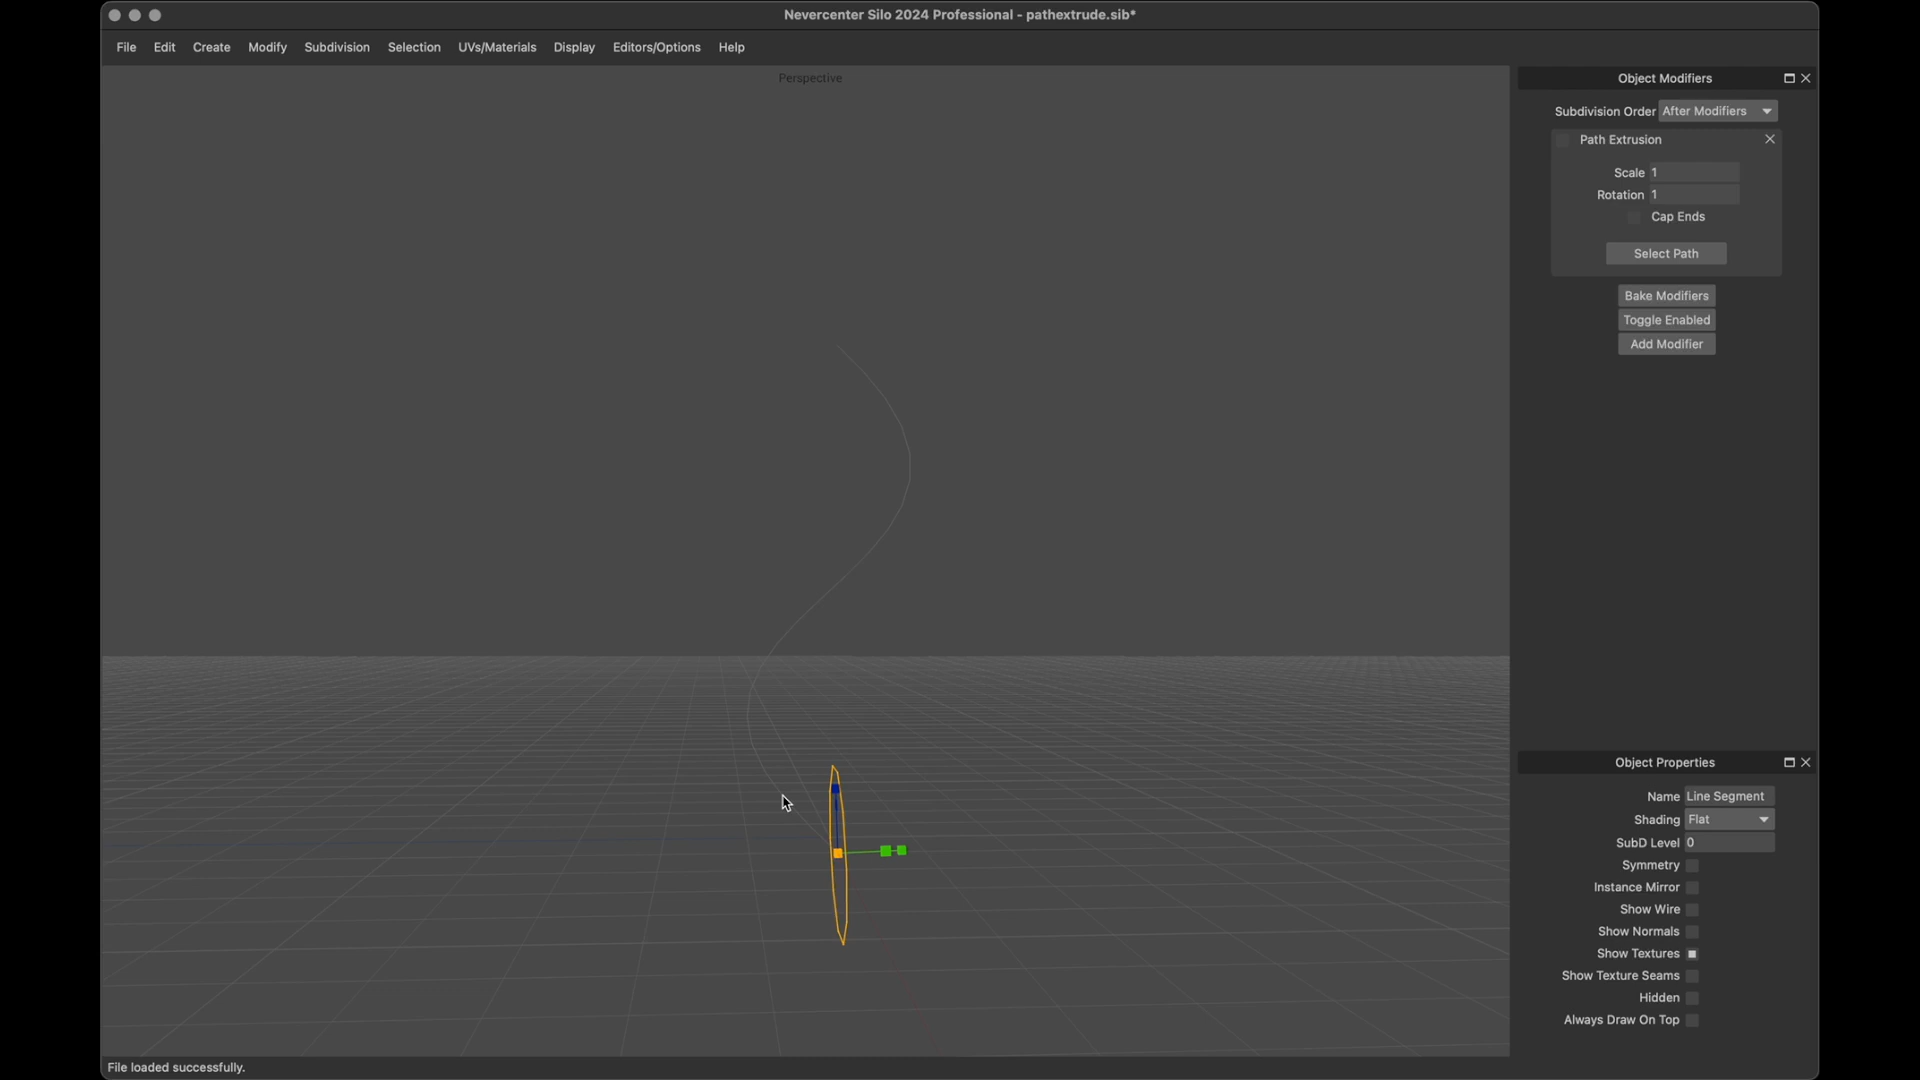 Nevercenter Silo 2024 Professional - pathextrude.sib*
File Edit Create Modify Subdivision Selection UVs/Materials Display Editors/Options Help
Perspective
Object Modifiers
Subdivision Order After Modifiers
Path Extrusion
Scale 1
Rotation 1
Cap Ends
Select Path
Bake Modifiers
Toggle Enabled
Add Modifier
Object Properties
Name Line Segment
Shading Flat
SubD Level 0
Symmetry
Instance Mirror
Show Wire
Show Normals
Show Textures
Show Texture Seams
Hidden
Always Draw On Top
File loaded successfully.